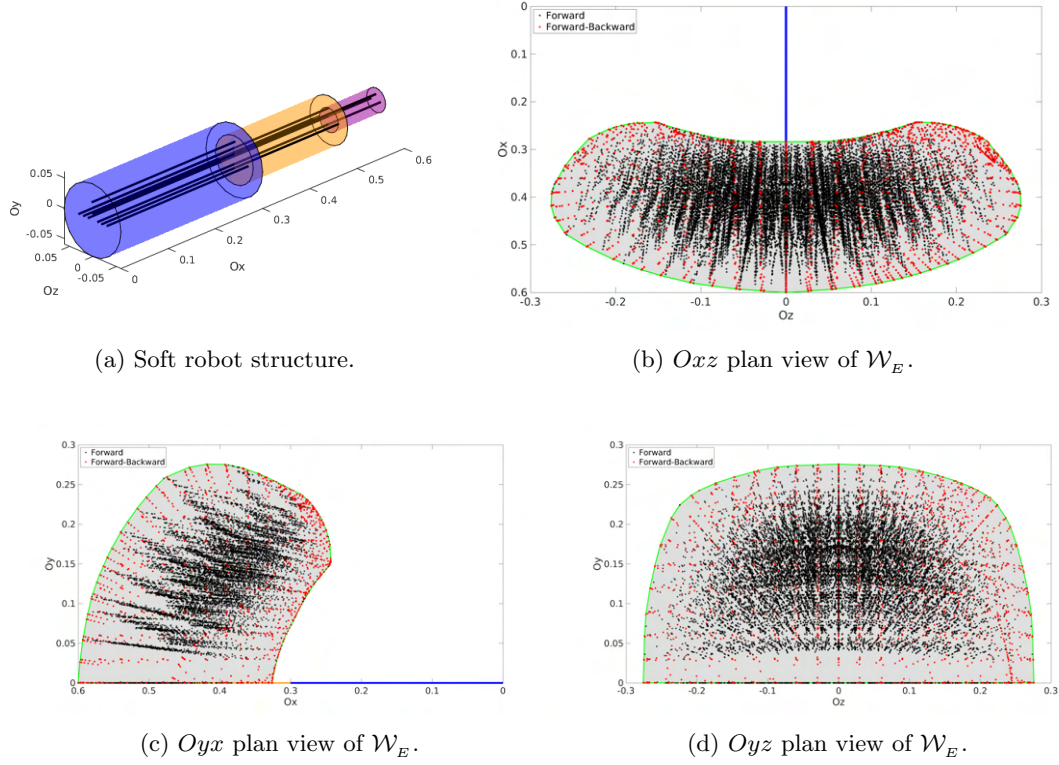 0.05
0
-0.05
Oy
0.05
0
-0.05
Oz
0
0.1
0.2
0.3
0.4
0.5
0.6
Ox
(a) Soft robot structure.
Forward
Forward-Backward
0
0.1
0.2
0.3
0.4
0.5
0.6
Ox
-0.3 -0.2 -0.1 0 0.1 0.2 0.3
Oz
(b) Oxz plan view of W_E.
Forward
Forward-Backward
0.3
0.25
0.2
0.15
0.1
0.05
0
Oy
0.6 0.5 0.4 0.3 0.2 0.1 0
Ox
(c) Oyx plan view of W_E.
Forward
Forward-Backward
0.3
0.25
0.2
0.15
0.1
0.05
0
Oy
-0.3 -0.2 -0.1 0 0.1 0.2 0.3
Oz
(d) Oyz plan view of W_E.